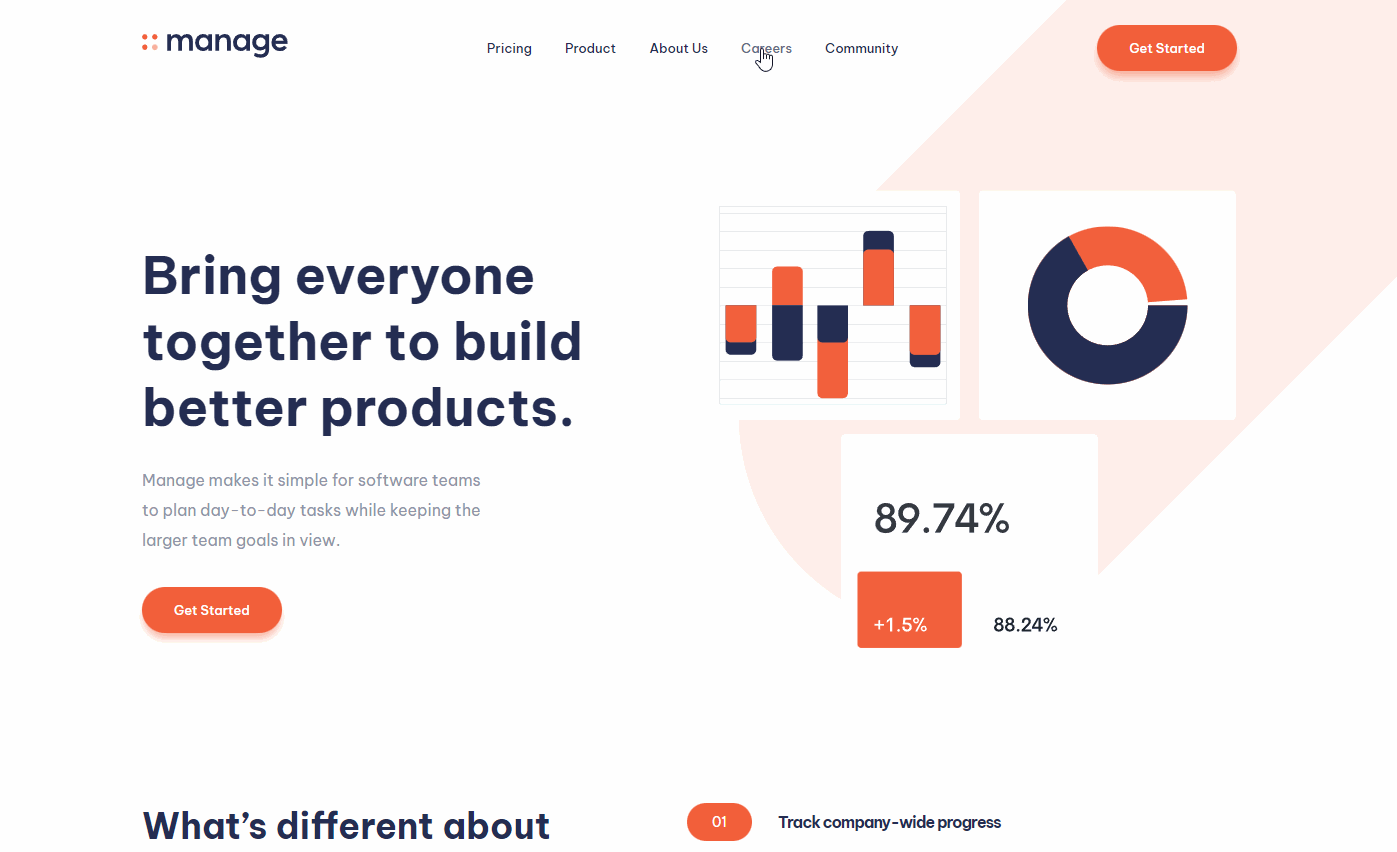 manage
Pricing
Product
About Us
Careers
Community
Get Started
Bring everyone
together to build
better products.
Manage makes it simple for software teams
to plan day-to-day tasks while keeping the
larger team goals in view.
Get Started
89.74%
+1.5%
88.24%
What’s different about
01
Track company-wide progress